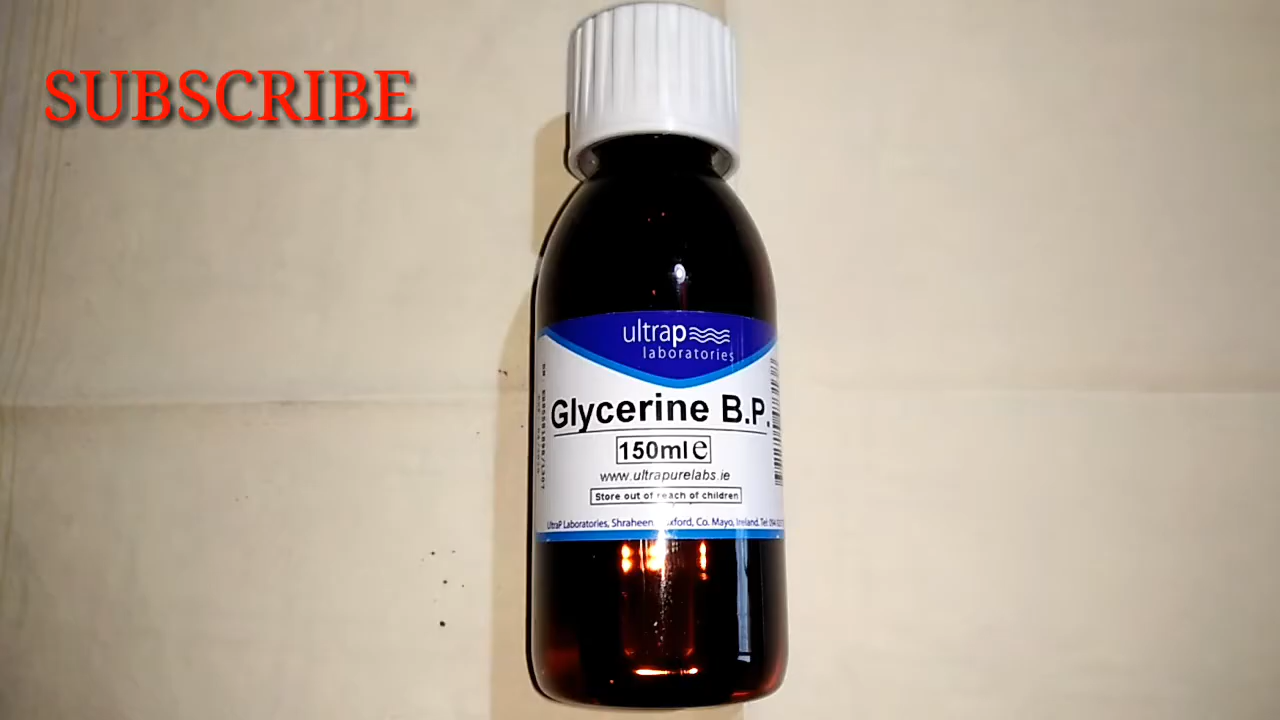 SUBSCRIBE
ultrap
laboratories
Glycerine B.P.
150ml e
www.ultrapurelabs.ie
Store out of reach of children
UltraP Laboratories, Shraheen, Co. Mayo, Ireland. Tel: